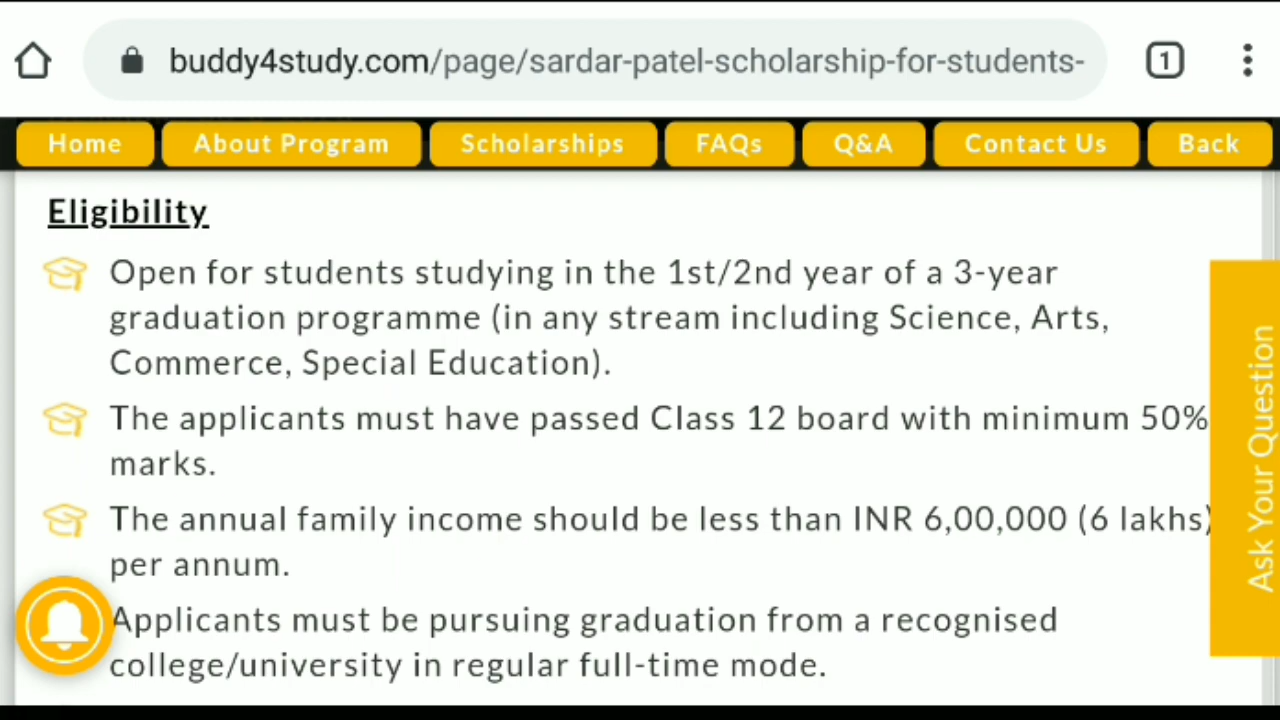 buddy4study.com/page/sardar-patel-scholarship-for-students-
1
Home
About Program
Scholarships
FAQs
Q&A
Contact Us
Back
Eligibility
Open for students studying in the 1st/2nd year of a 3-year
graduation programme (in any stream including Science, Arts,
Commerce, Special Education).
The applicants must have passed Class 12 board with minimum 50%
marks.
The annual family income should be less than INR 6,00,000 (6 lakhs)
per annum.
Applicants must be pursuing graduation from a recognised
college/university in regular full-time mode.
Ask Your Question